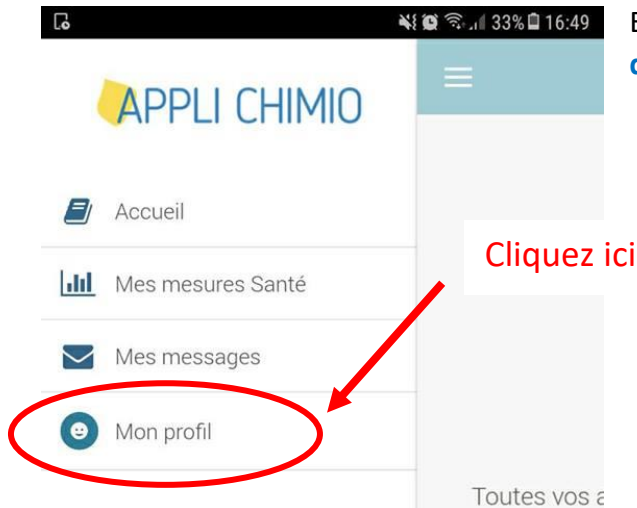 33% 16:49
APPLI CHIMIO
Accueil
Cliquez ici
Mes mesures Santé
Mes messages
Mon profil
Toutes vos